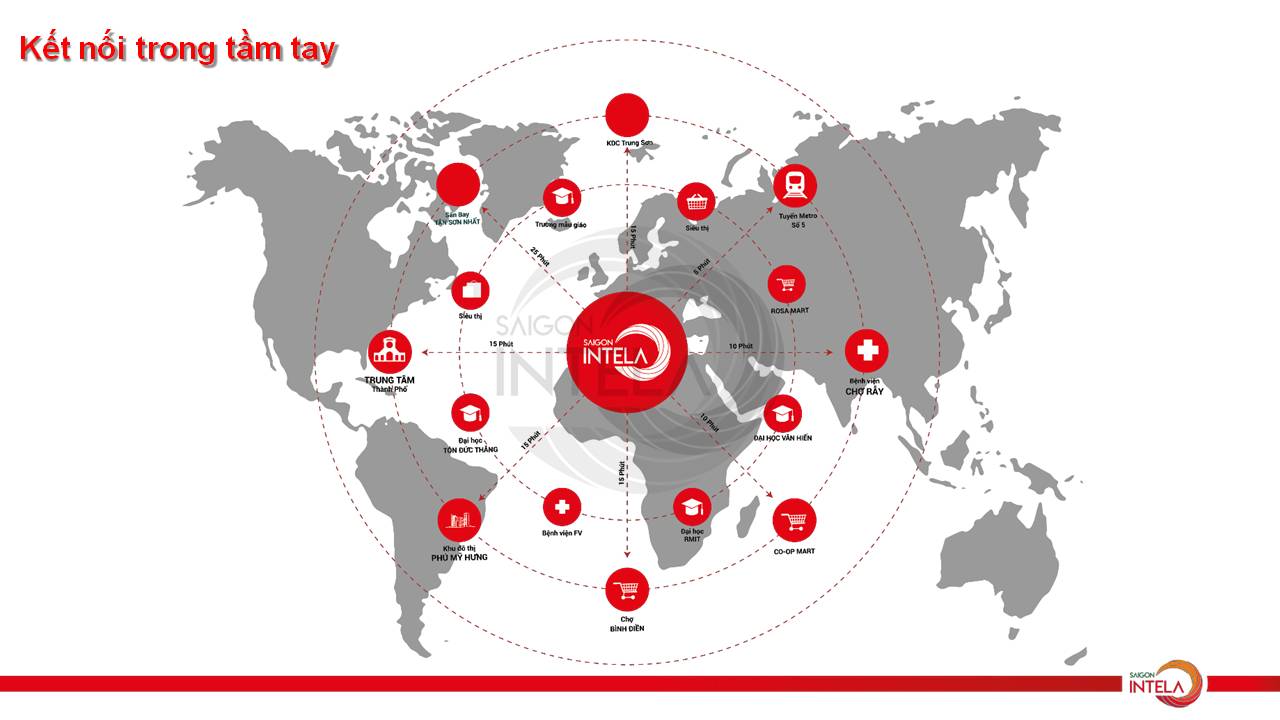 Kết nối trong tầm tay
KDC Trung Sơn
Sân Bay
TÂN SƠN NHẤT
Trường mẫu giáo
Siêu thị
Tuyến Metro
Số 5
25 Phút
15 Phút
5 Phút
Siêu thị
ROSA MART
SAIGON
INTELA
SAIGON
INTELA
15 Phút
10 Phút
TRUNG TÂM
Thành Phố
Bệnh viện
CHỢ RẪY
Đại học
TÔN ĐỨC THẮNG
ĐẠI HỌC VĂN HIẾN
15 Phút
15 Phút
10 Phút
Khu đô thị
PHÚ MỸ HƯNG
Bệnh viện FV
Đại học
RMIT
CO-OP MART
Chợ
BÌNH ĐIỀN
SAIGON
INTELA